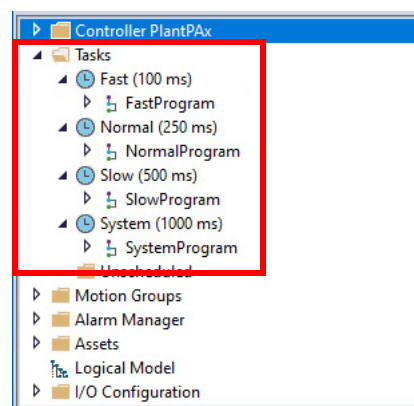 Controller PlantPAx
Tasks
Fast (100 ms)
FastProgram
Normal (250 ms)
NormalProgram
Slow (500 ms)
SlowProgram
System (1000 ms)
SystemProgram
Unscheduled
Motion Groups
Alarm Manager
Assets
Logical Model
I/O Configuration